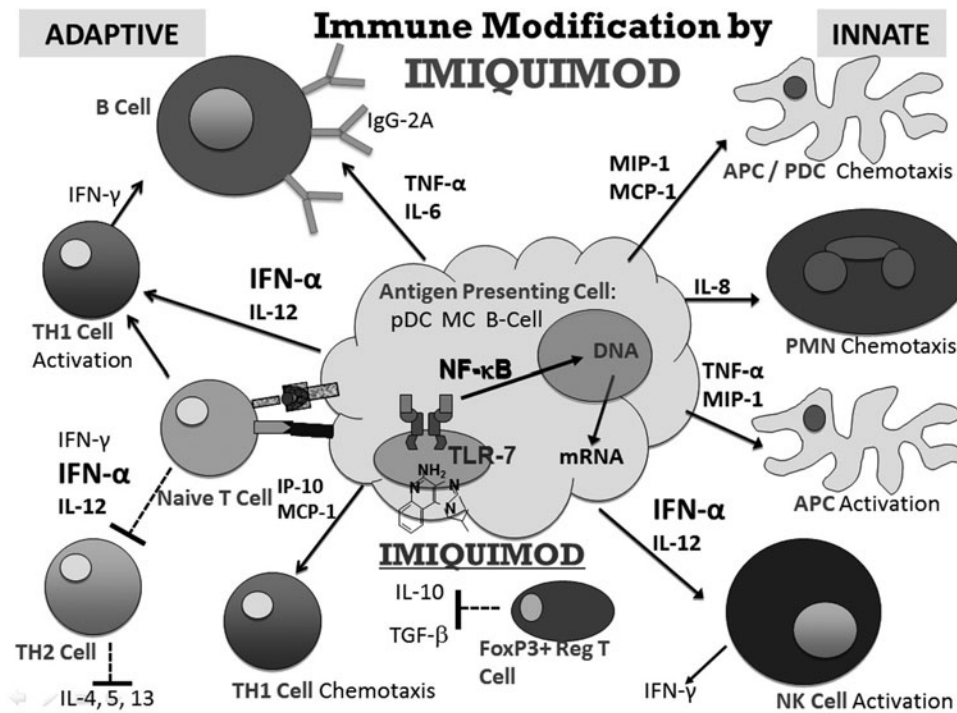 ADAPTIVE
Immune Modification by
IMIQUIMOD
INNATE
B Cell
IgG-2A
TNF-α
IL-6
MIP-1
MCP-1
APC / PDC Chemotaxis
IFN-γ
IFN-α
IL-12
TH1 Cell
Activation
Antigen Presenting Cell:
pDC MC B-Cell
NF-κB
DNA
IL-8
PMN Chemotaxis
TNF-α
MIP-1
TLR-7
mRNA
NH2
N
N
N
APC Activation
Naive T Cell
IFN-γ
IFN-α
IL-12
IP-10
MCP-1
IFN-α
IL-12
IMIQUIMOD
IL-10
TGF-β
FoxP3+ Reg T
Cell
TH2 Cell
IL-4, 5, 13
TH1 Cell Chemotaxis
IFN-γ
NK Cell Activation